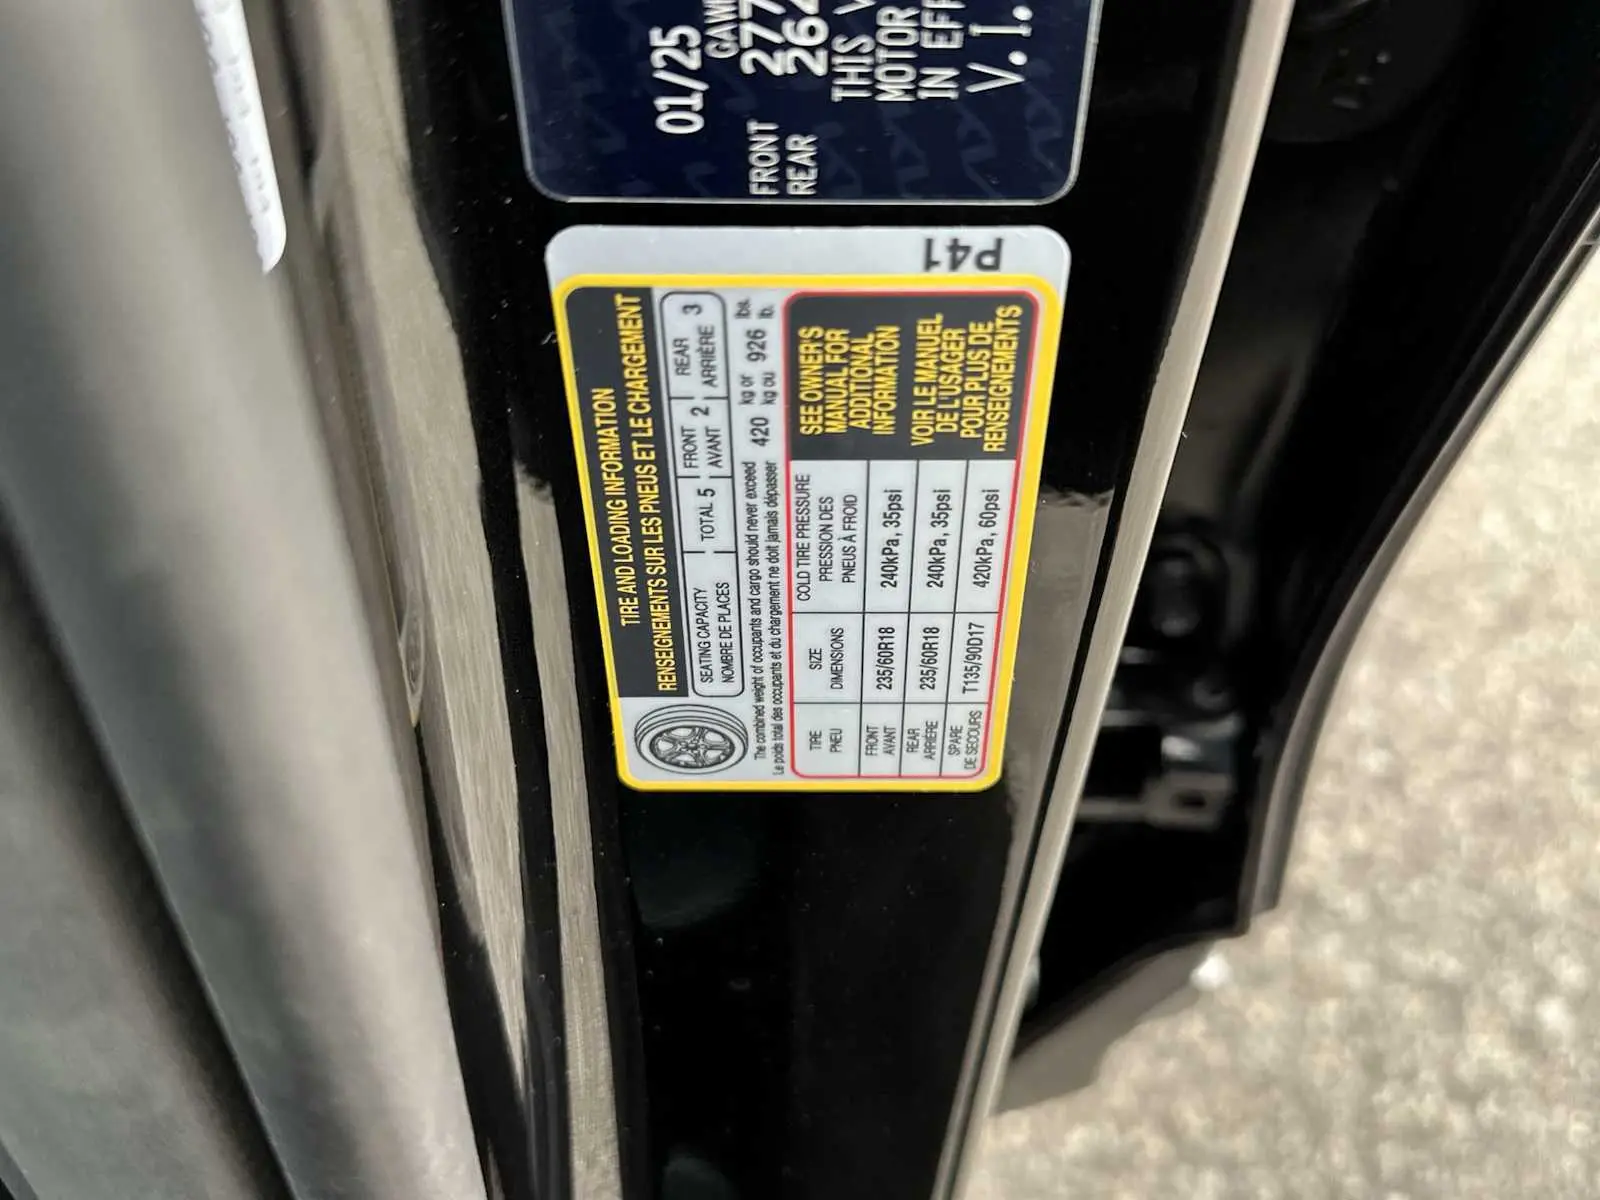 01/25
FRONT 277
REAR 262
THIS V
MOTOR
IN EFF
V.I.
P41
TIRE AND LOADING INFORMATION
RENSEIGNEMENTS SUR LES PNEUS ET LE CHARGEMENT
SEATING CAPACITY
NOMBRE DE PLACES
TOTAL 5
FRONT
AVANT 2
REAR
ARRIÈRE 3
The combined weight of occupants and cargo should never exceed 420 kg or 926 lbs.
Le poids total des occupants et du chargement ne doit jamais dépasser kg ou lb.
TIRE
PNEU
SIZE
DIMENSIONS
COLD TIRE PRESSURE
PRESSION DES
PNEUS À FROID
FRONT
AVANT
235/60R18
240kPa, 35psi
REAR
ARRIÈRE
235/60R18
240kPa, 35psi
SPARE
DE SECOURS
T135/90D17
420kPa, 60psi
SEE OWNER'S
MANUAL FOR
ADDITIONAL
INFORMATION
VOIR LE MANUEL
DE L'USAGER
POUR PLUS DE
RENSEIGNEMENTS